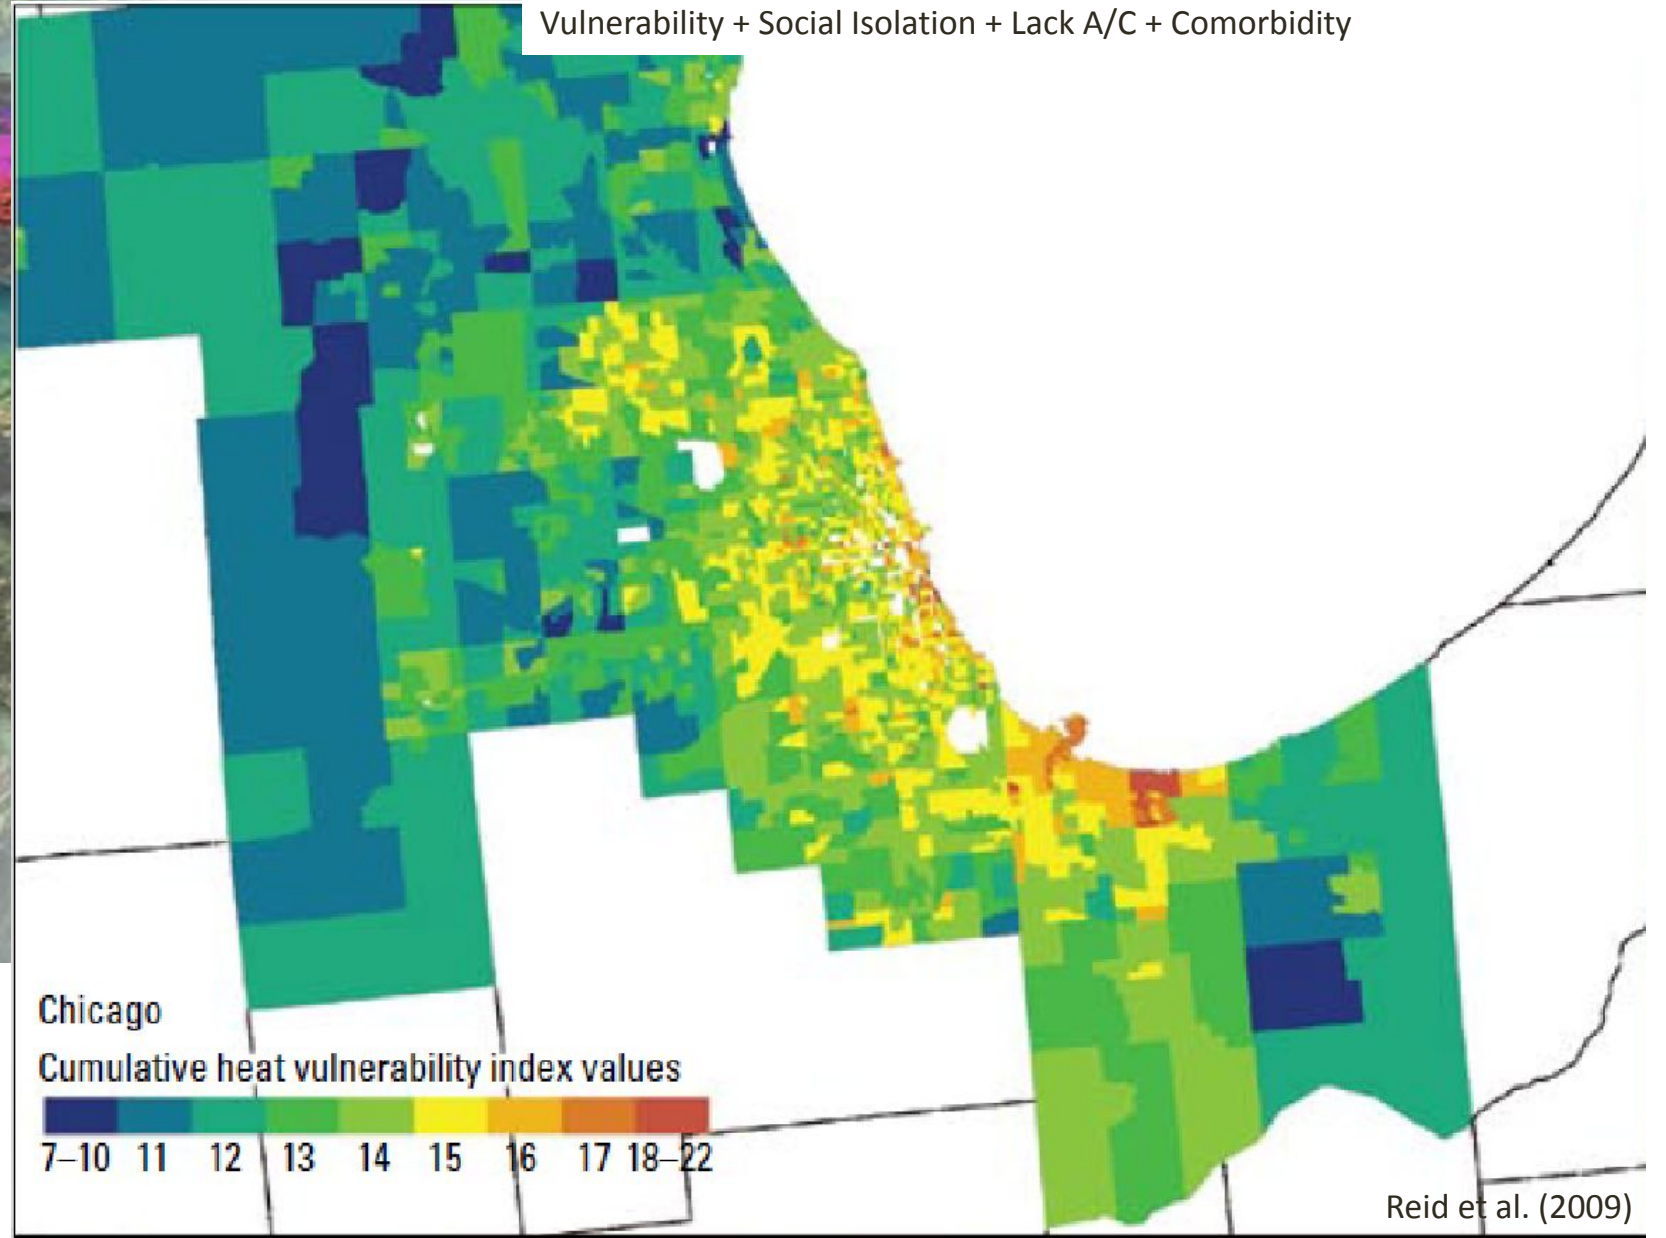 Vulnerability + Social Isolation + Lack A/C + Comorbidity
Chicago
Cumulative heat vulnerability index values
7–10 11 12 13 14 15 16 17 18–22
Reid et al. (2009)